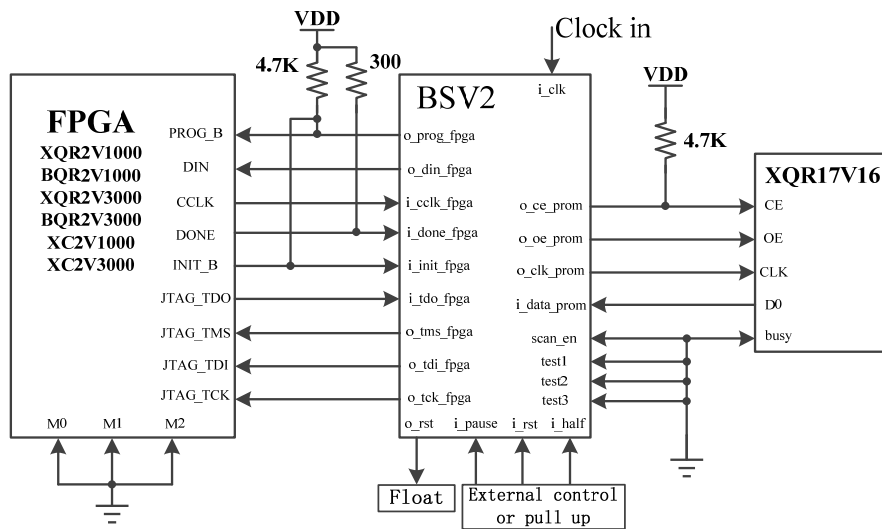 VDD
4.7K
300
Clock in
FPGA
XQR2V1000
BQR2V1000
XQR2V3000
BQR2V3000
XC2V1000
XC2V3000
PROG_B
DIN
CCLK
DONE
INIT_B
JTAG_TDO
JTAG_TMS
JTAG_TDI
JTAG_TCK
M0
M1
M2
BSV2
i_clk
o_prog_fpga
o_din_fpga
i_cclk_fpga
i_done_fpga
i_init_fpga
i_tdo_fpga
o_tms_fpga
o_tdi_fpga
o_tck_fpga
o_ce_prom
o_oe_prom
o_clk_prom
i_data_prom
scan_en
test1
test2
test3
o_rst
i_pause
i_rst
i_half
VDD
4.7K
XQR17V16
CE
OE
CLK
D0
busy
Float
External control
or pull up